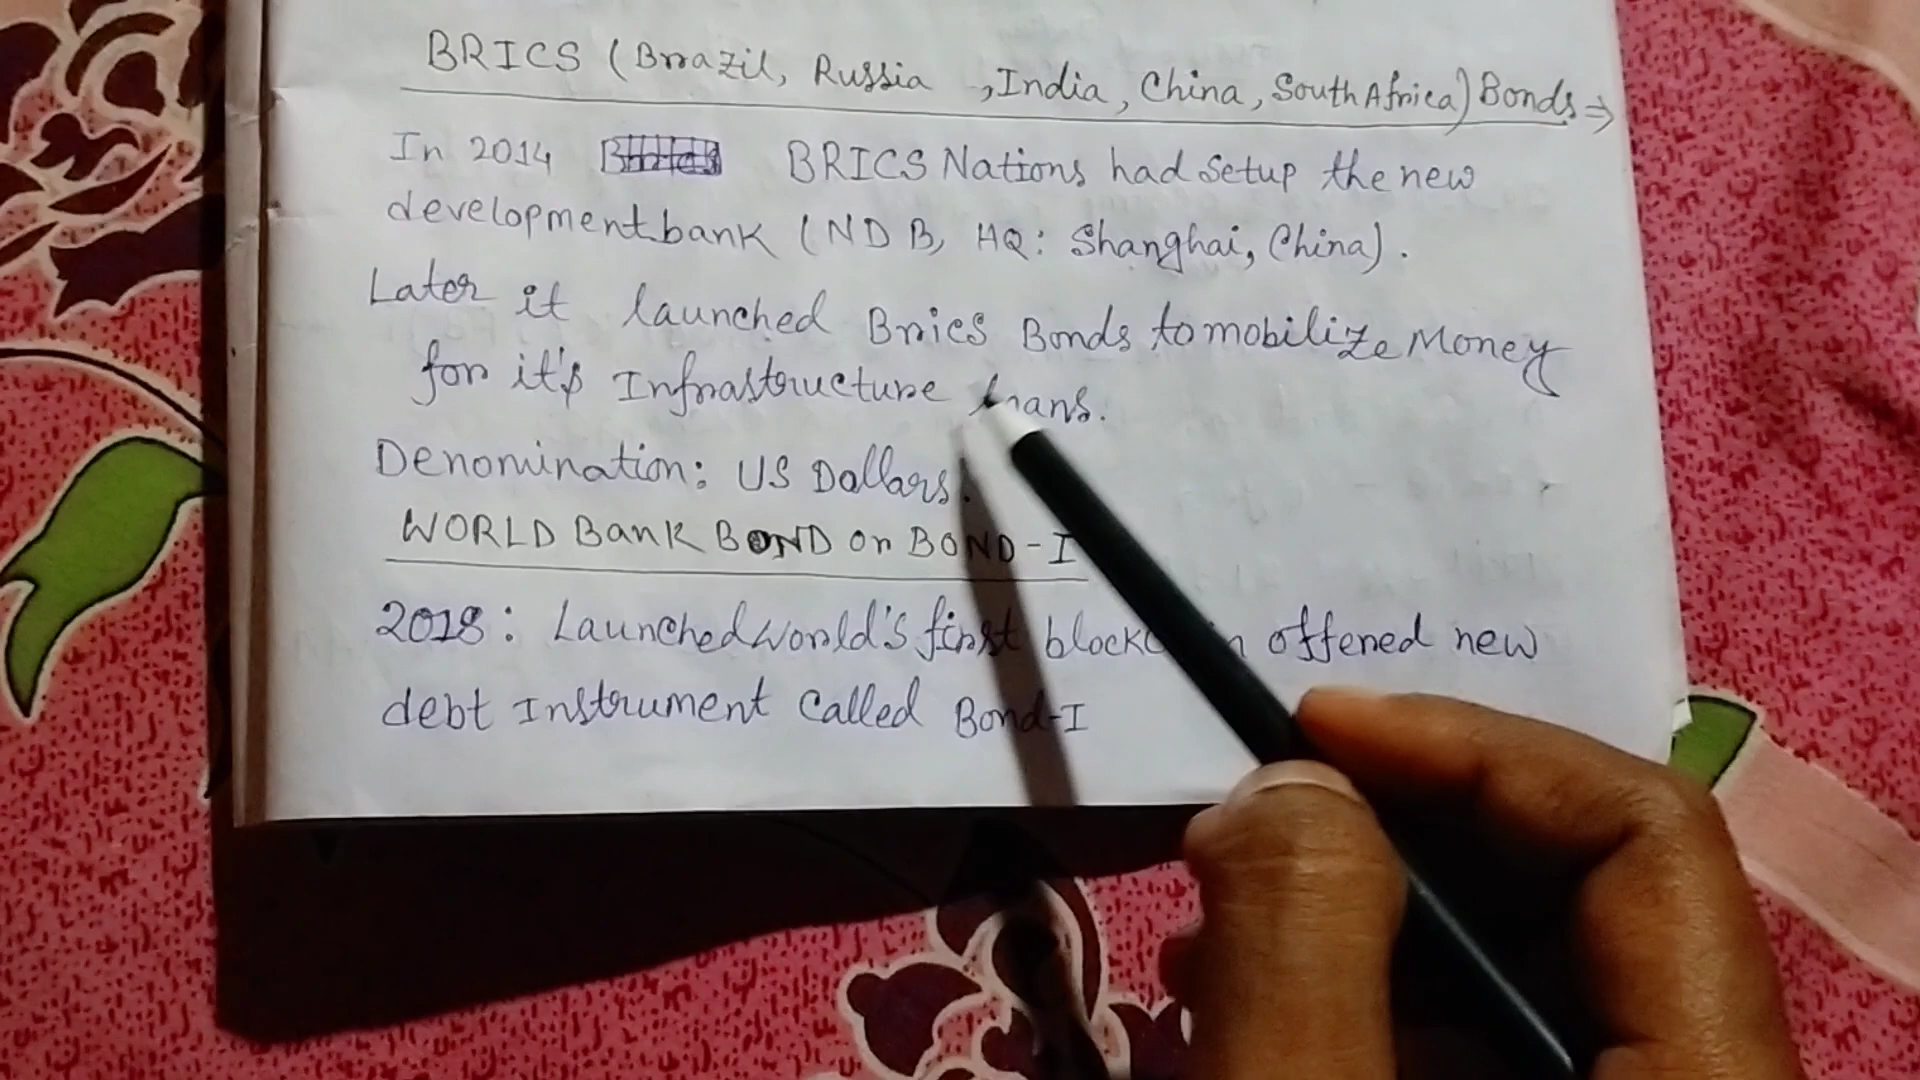 BRICS (Brazil, Russia, India, China, South Africa) Bonds ⇒
In 2014 BRICS Nations had setup the new
development bank (NDB, HQ: Shanghai, China).
Later it launched Brics Bonds to mobilize Money
for it's Infrastructure loans.
Denomination: US Dollars.
WORLD Bank BOND or BOND-I
2018: Launched world's first blockchain offered new
debt Instrument called Bond-I